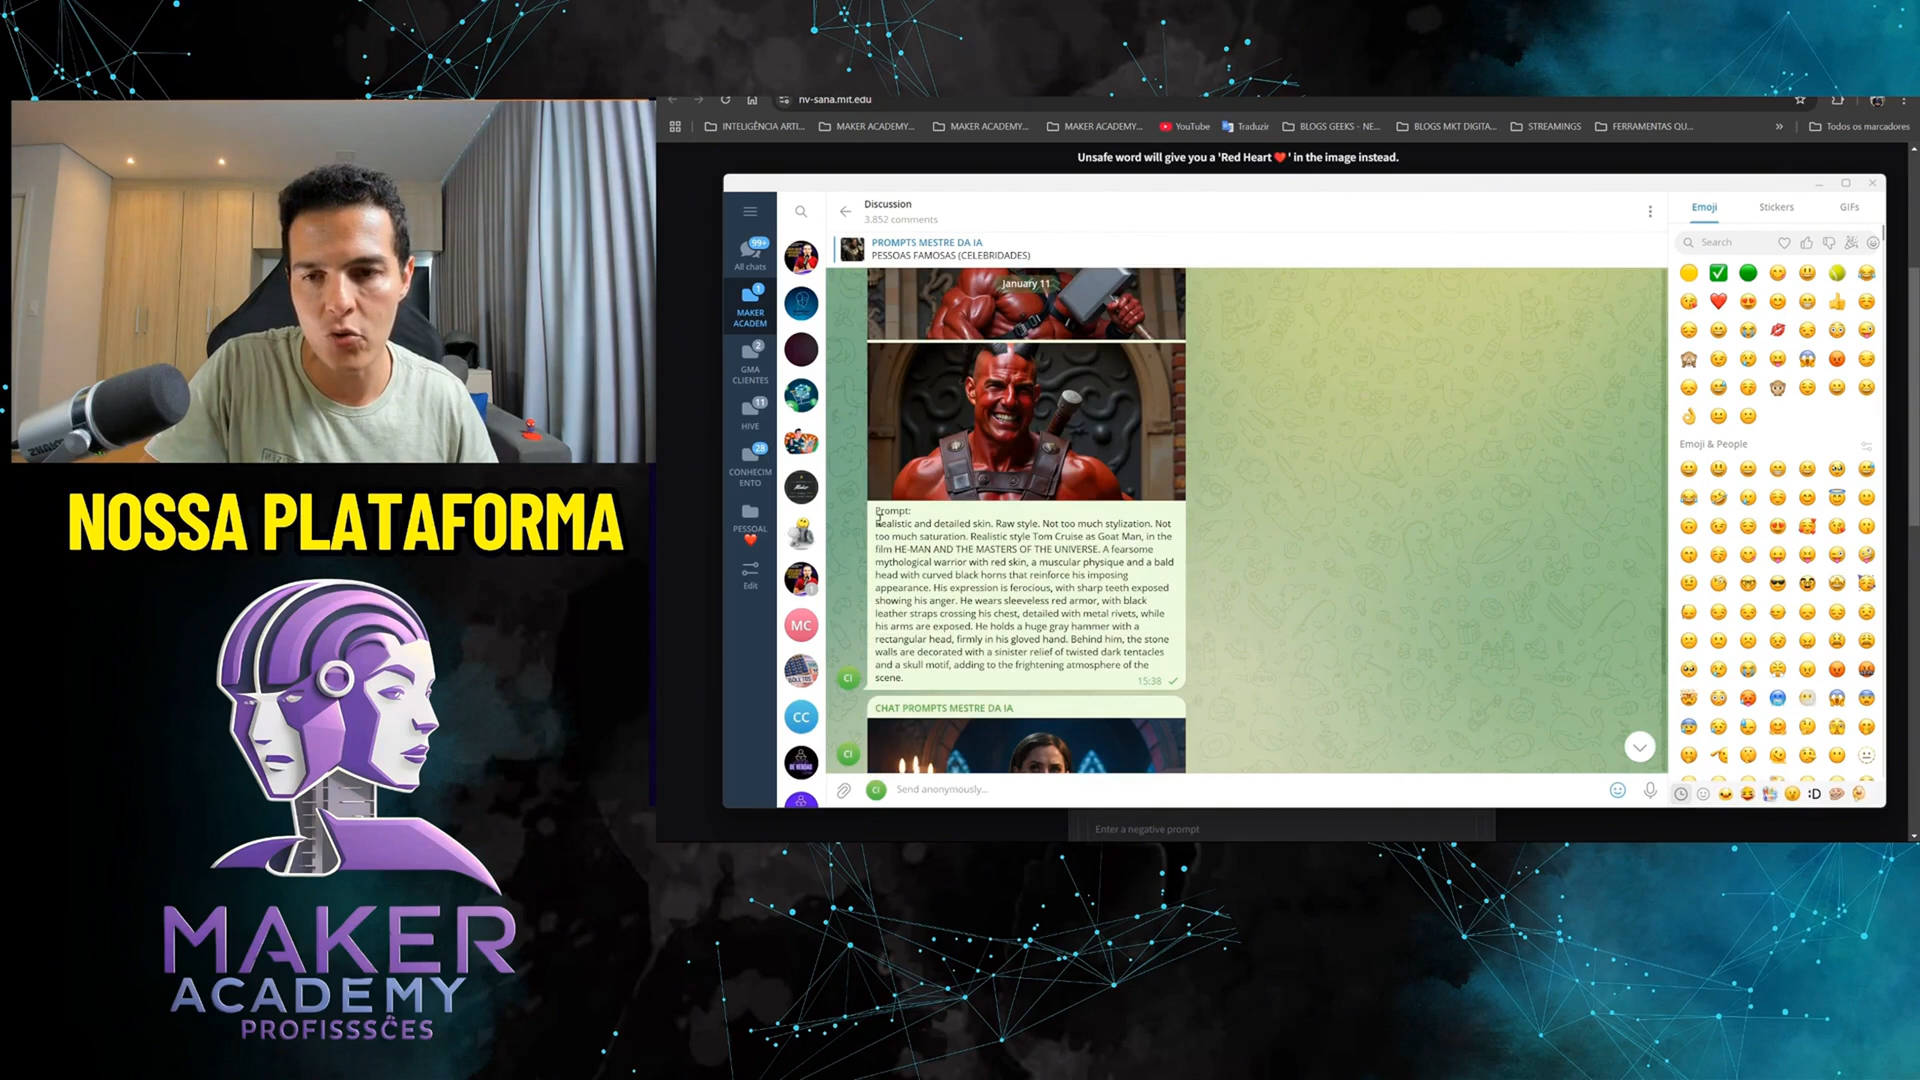 nv-sana.mit.edu
INTELIGÊNCIA ARTI...
MAKER ACADEMY...
MAKER ACADEMY...
MAKER ACADEMY...
YouTube
Traduzir
BLOGS GEEKS - NE...
BLOGS MKT DIGITA...
STREAMINGS
FERRAMENTAS QU...
»
Todos os marcadores
Unsafe word will give you a 'Red Heart ❤️' in the image instead.
Discussion
3.852 comments
PROMPTS MESTRE DA IA
PESSOAS FAMOSAS (CELEBRIDADES)
99+
All chats
1
MAKER
ACADEM
2
GMA
CLIENTES
11
HIVE
28
CONHECIM
ENTO
PESSOAL
❤️
Edit
MC
BOLETOS
CC
January 11
Prompt:
Realistic and detailed skin. Raw style. Not too much stylization. Not
too much saturation. Realistic style Tom Cruise as Goat Man, in the
film HE-MAN AND THE MASTERS OF THE UNIVERSE. A fearsome
mythological warrior with red skin, a muscular physique and a bald
head with curved black horns that reinforce his imposing
appearance. His expression is ferocious, with sharp teeth exposed
showing his anger. He wears sleeveless red armor, with black
leather straps crossing his chest, detailed with metal rivets, while
his arms are exposed. He holds a huge gray hammer with a
rectangular head, firmly in his gloved hand. Behind him, the stone
walls are decorated with a sinister relief of twisted dark tentacles
and a skull motif, adding to the frightening atmosphere of the
scene.
15:38
CI
CHAT PROMPTS MESTRE DA IA
CI
CI
Send anonymously...
Emoji
Stickers
GIFs
Search
Emoji & People
:D
Enter a negative prompt
NOSSA PLATAFORMA
MAKER
ACADEMY
PROFISSSÕES